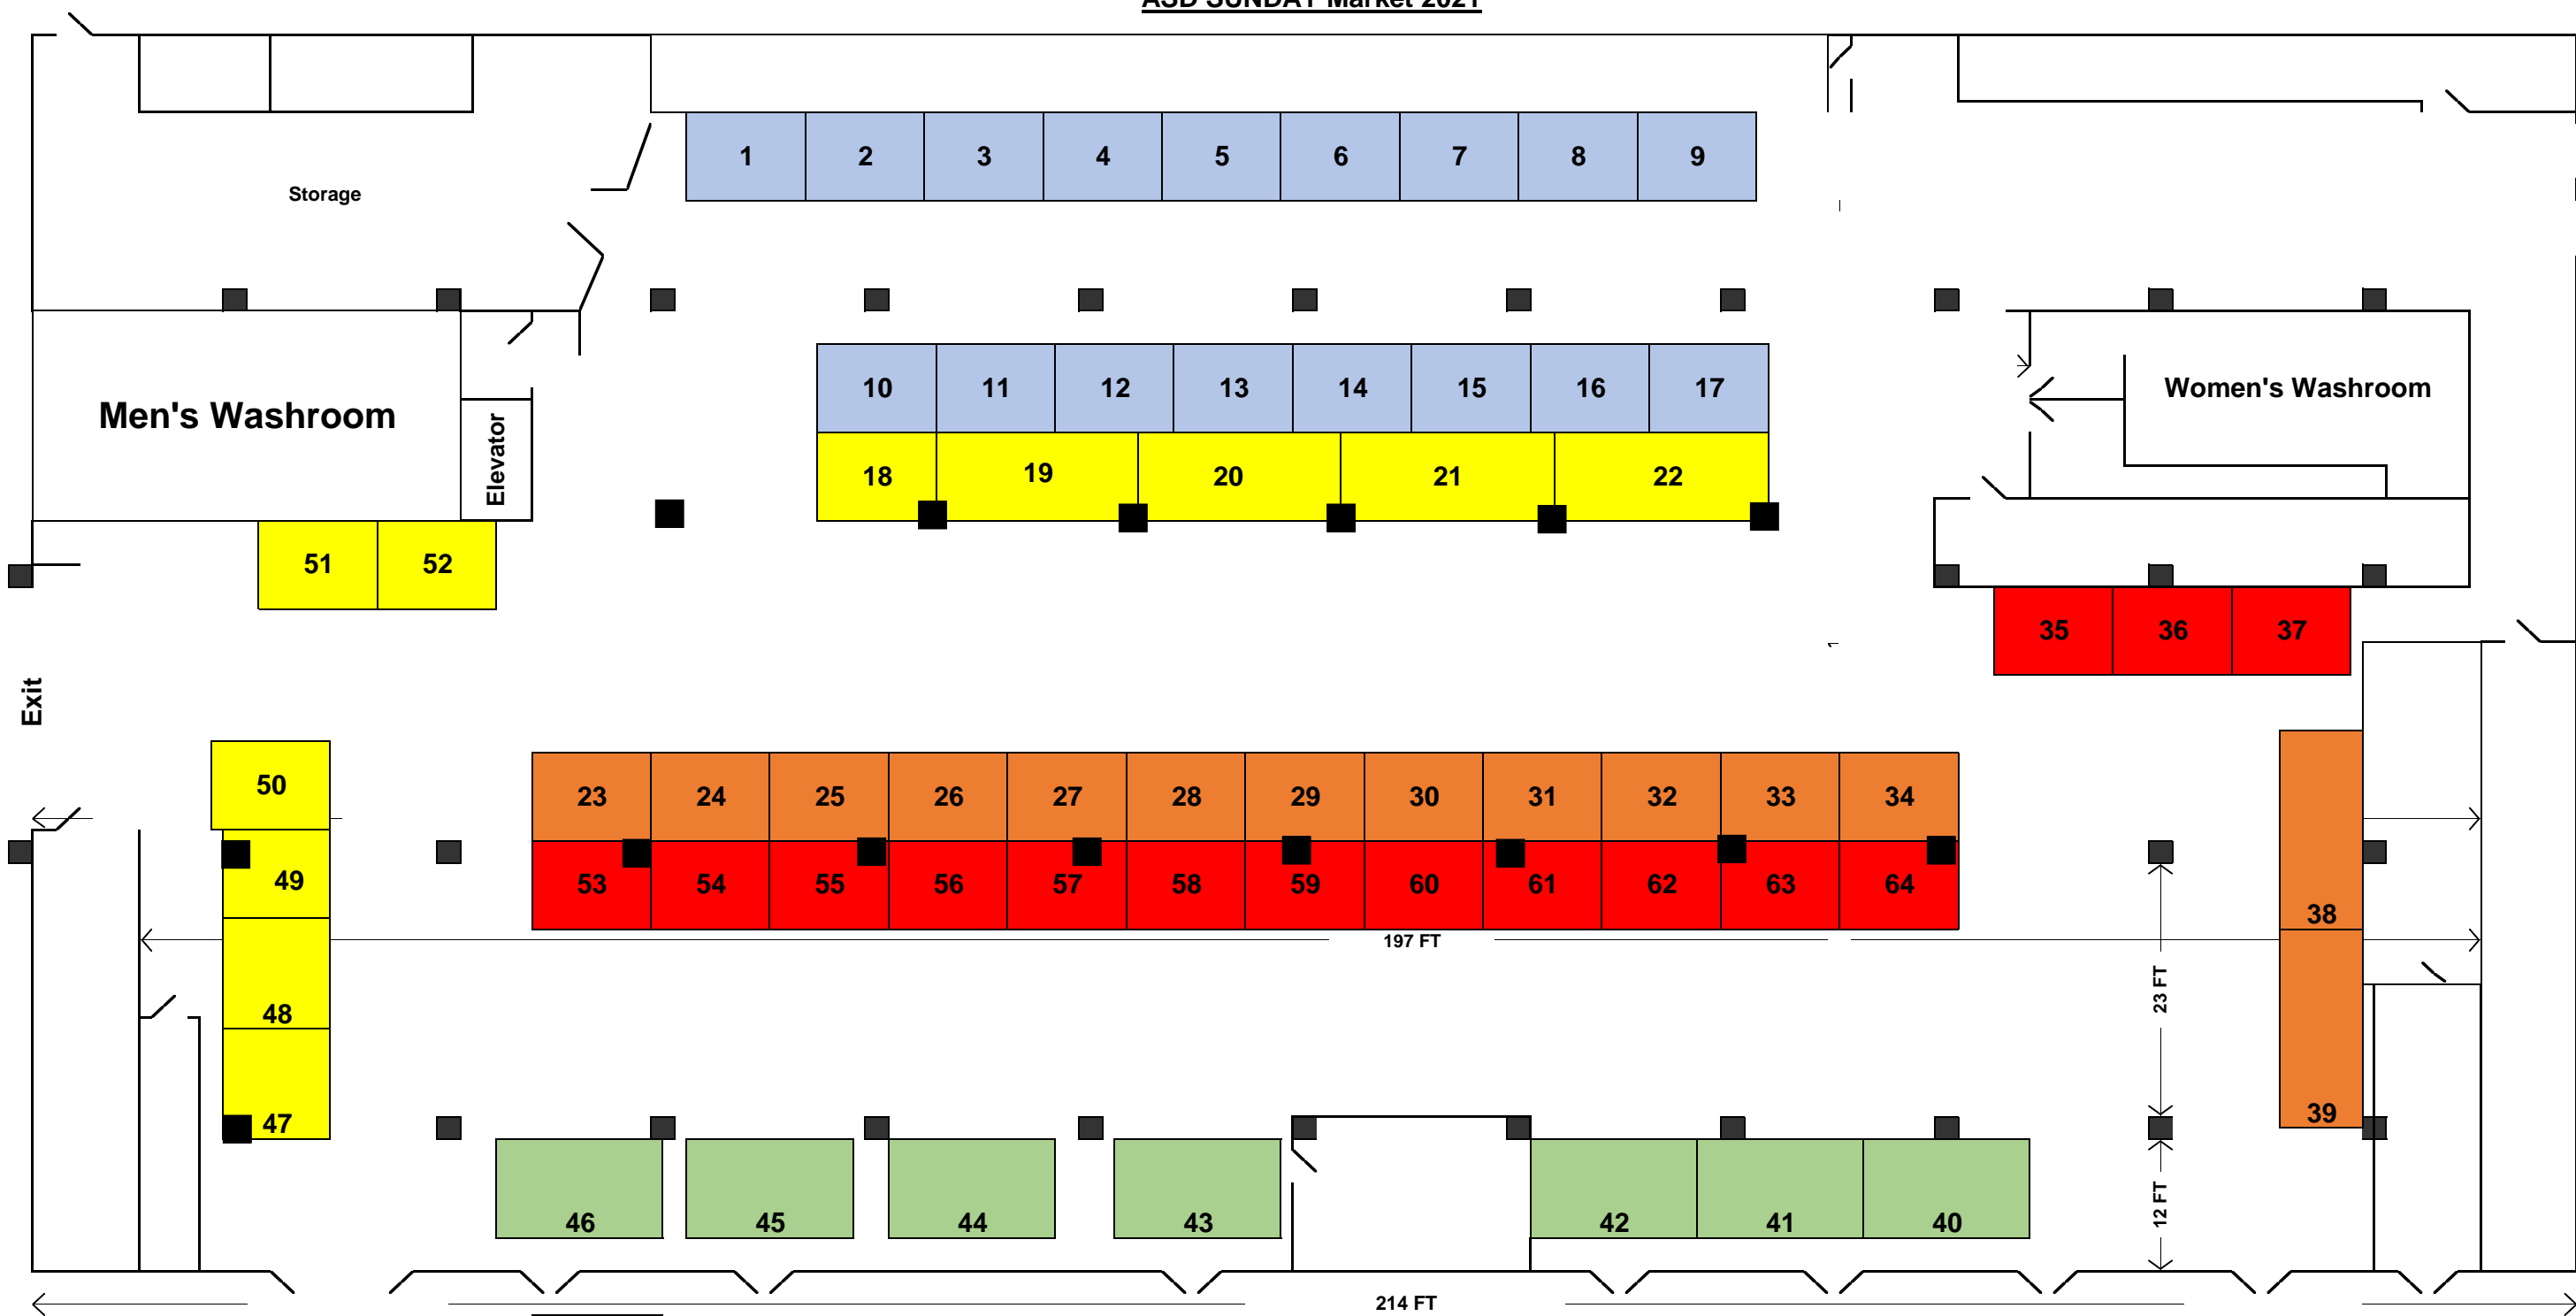 ASD SUNDAY Market 2021
1 2 3 4 5 6 7 8 9
Storage
10 11 12 13 14 15 16 17
Men's Washroom
Women's Washroom
Elevator
18 19 20 21 22
51 52
35 36 37
Exit
50
23 24 25 26 27 28 29 30 31 32 33 34
49
53 54 55 56 57 58 59 60 61 62 63 64
38
197 FT
23 FT
48
47
39
46 45 44 43 42 41 40
12 FT
214 FT